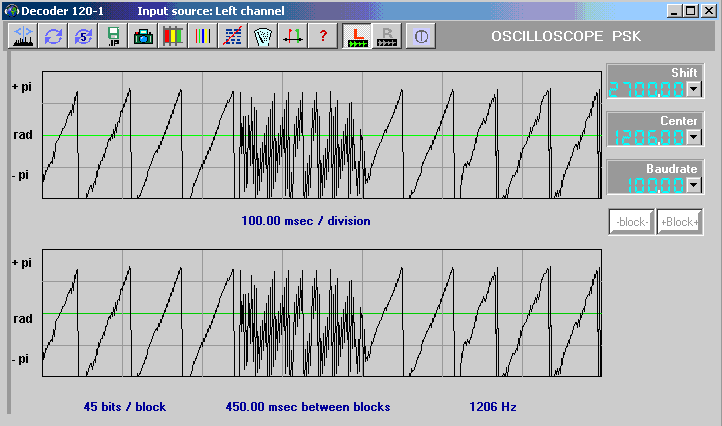 Decoder 120-1 Input source: Left channel
5 .IP ? L R OSCILLOSCOPE PSK
Shift
2700.00
Center
1206.00
Baudrate
100.00
-block- +Block+
+ pi
rad
- pi
100.00 msec / division
+ pi
rad
- pi
45 bits / block 450.00 msec between blocks 1206 Hz